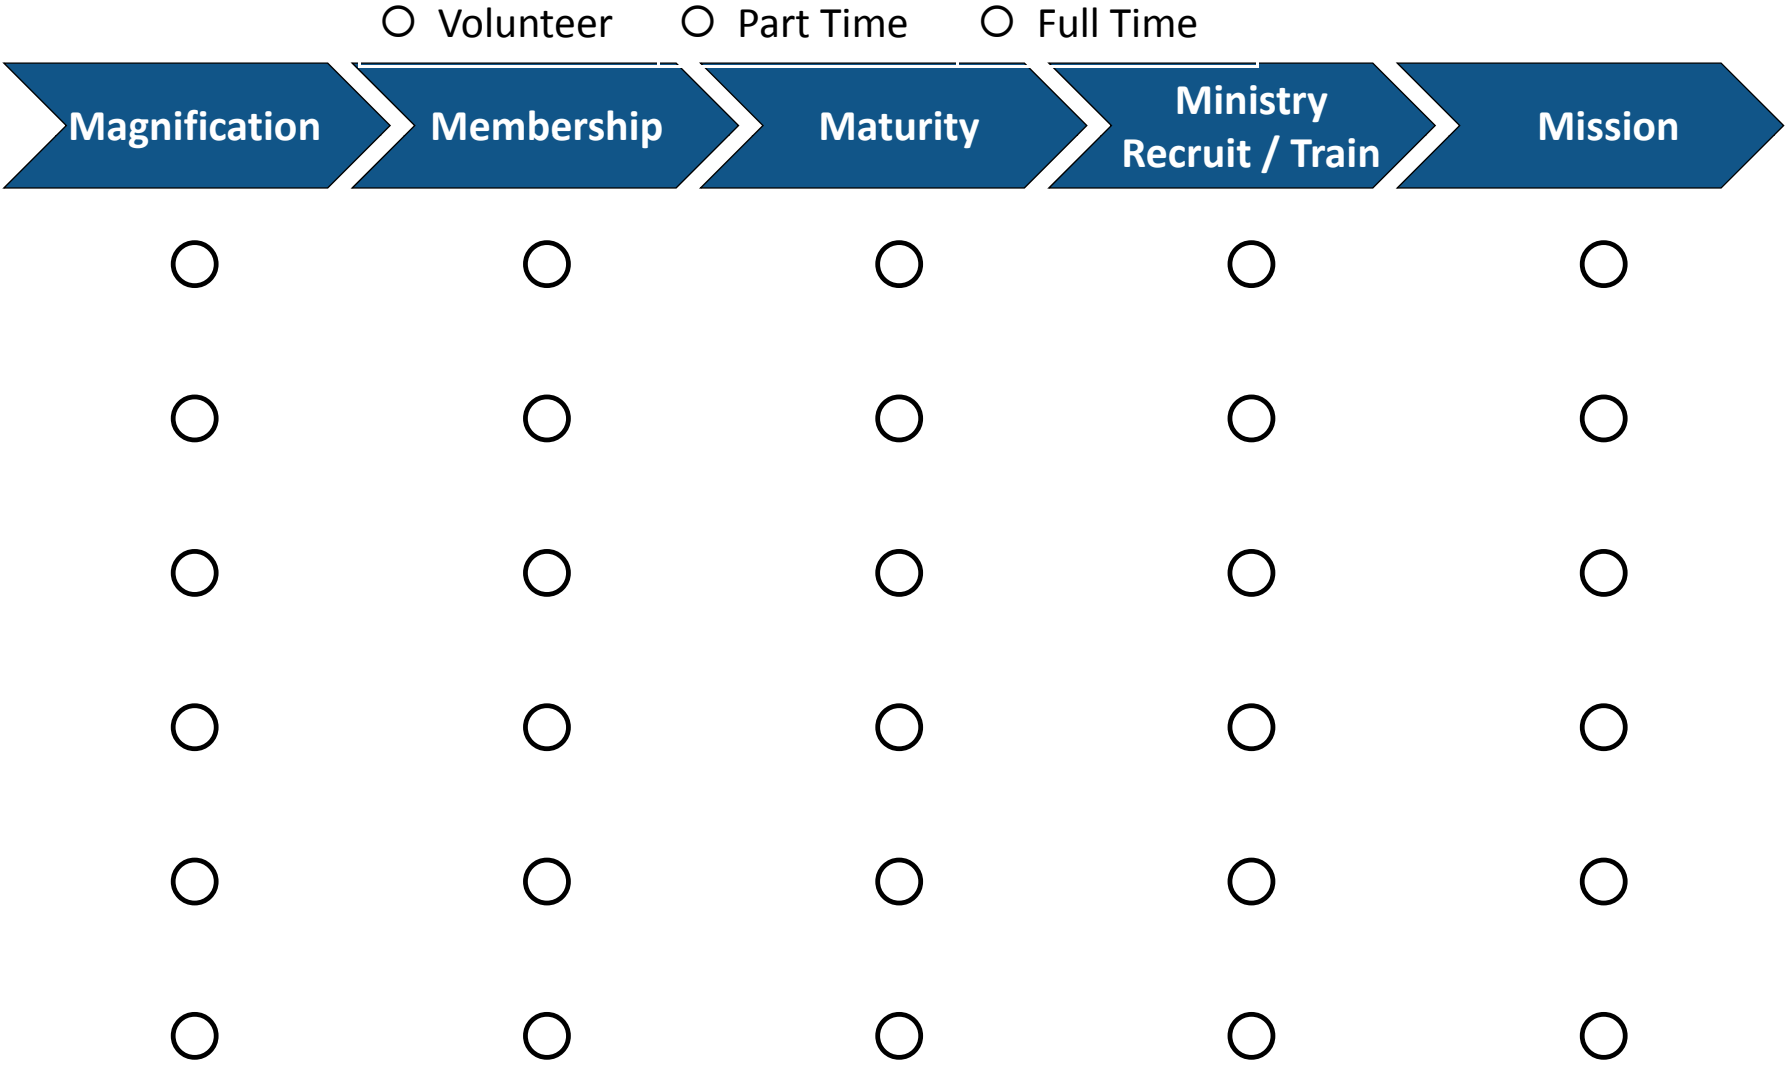 Volunteer Part Time Full Time
Magnification
Membership
Maturity
Ministry
Recruit / Train
Mission